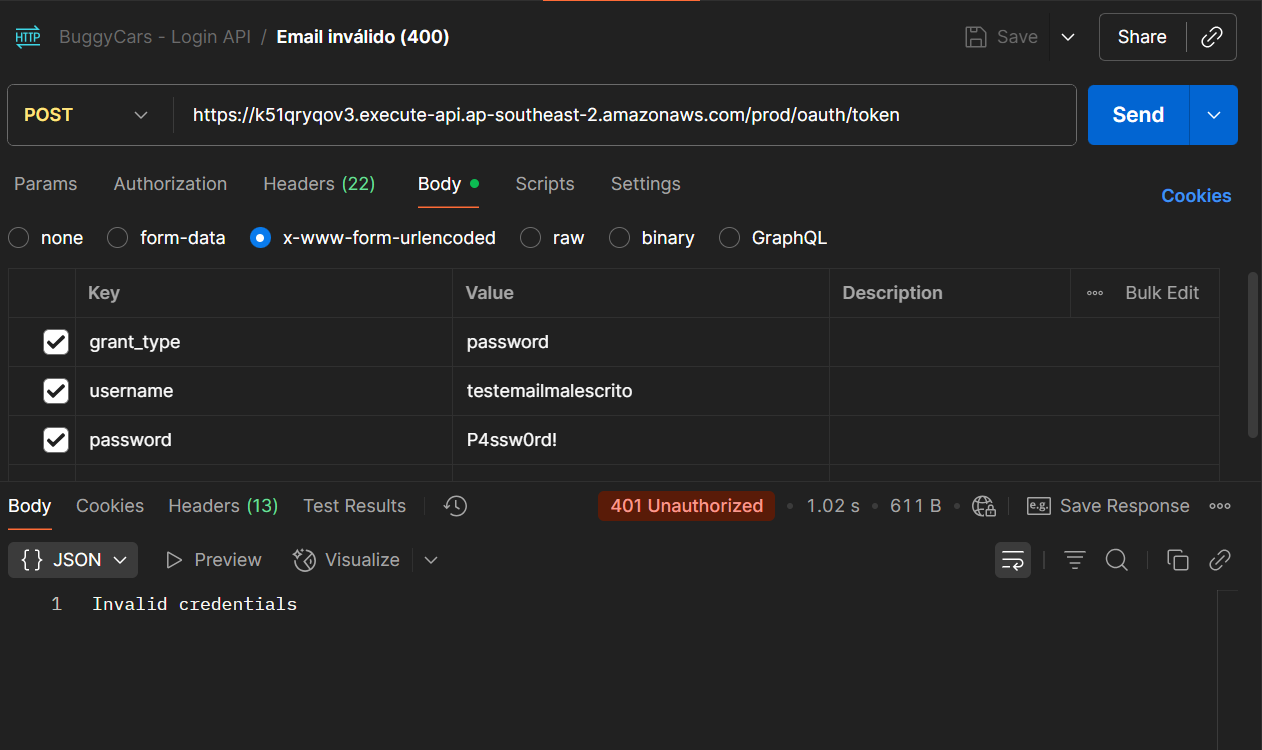 HTTP BuggyCars - Login API / Email inválido (400) Save Share
POST https://k51qryqov3.execute-api.ap-southeast-2.amazonaws.com/prod/oauth/token Send
Params Authorization Headers (22) Body Scripts Settings Cookies
none form-data x-www-form-urlencoded raw binary GraphQL
Key Value Description Bulk Edit
grant_type password
username testemailmalescrito
password P4ssw0rd!
Body Cookies Headers (13) Test Results 401 Unauthorized • 1.02 s • 611 B • e.g. Save Response
{} JSON Preview Visualize
1 Invalid credentials